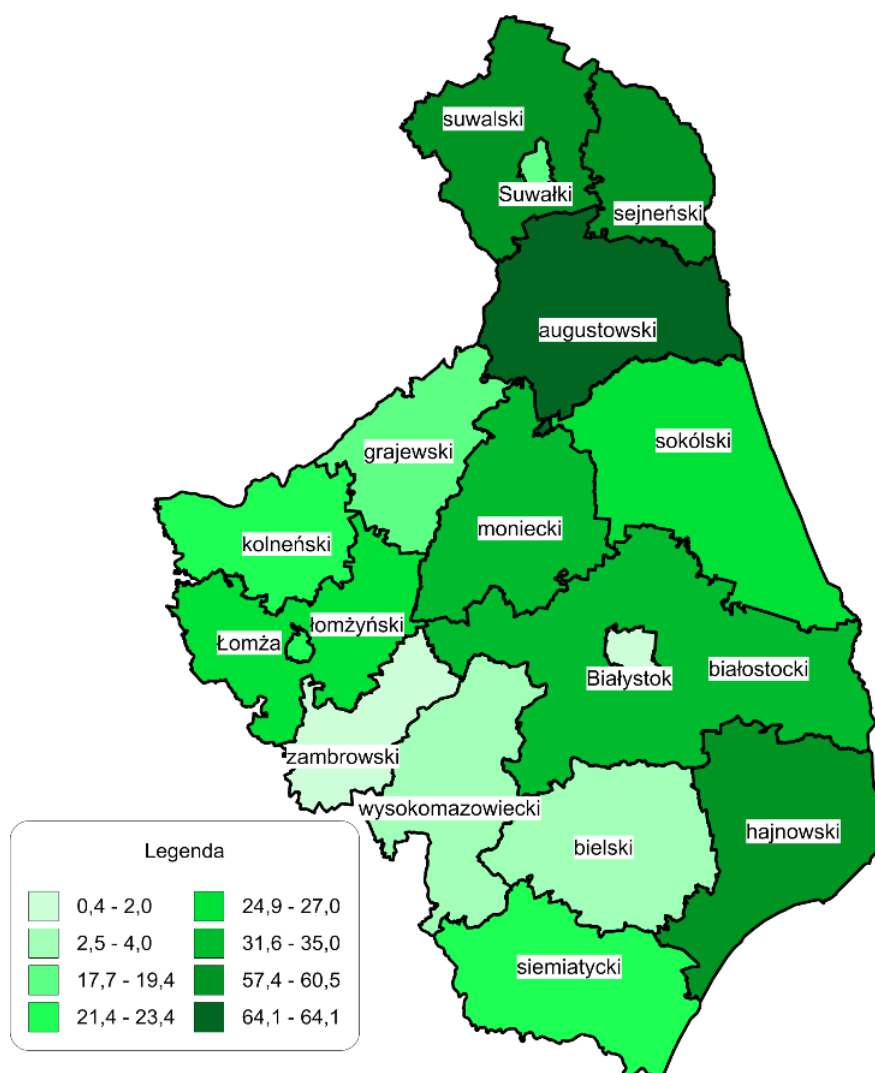 suwalski
Suwałki
sejneński
augustowski
sokólski
grajewski
moniecki
kolneński
łomżyński
Łomża
białostocki
Białystok
zambrowski
wysokomazowiecki
hajnowski
bielski
siemiatycki
Legenda
0,4 - 2,0
2,5 - 4,0
17,7 - 19,4
21,4 - 23,4
24,9 - 27,0
31,6 - 35,0
57,4 - 60,5
64,1 - 64,1